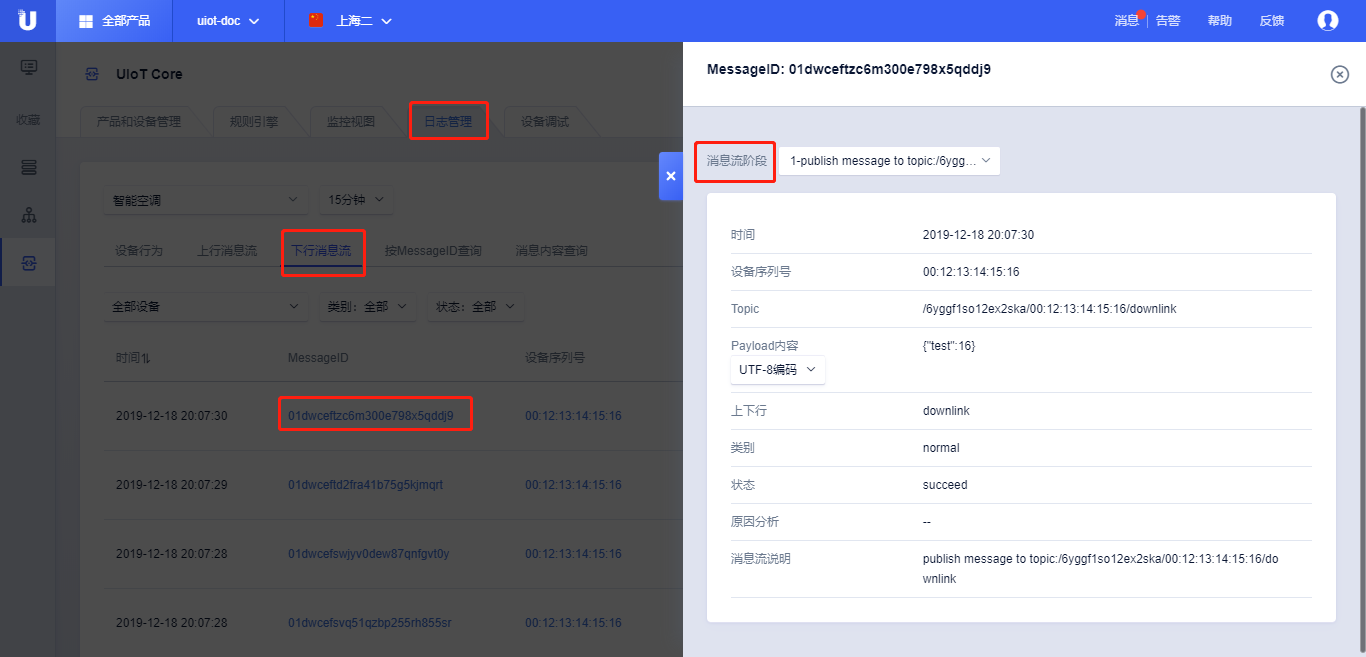 全部产品
uiot-doc
上海二
消息
告警
帮助
反馈
收藏
UIoT Core
产品和设备管理
规则引擎
监控视图
日志管理
设备调试
智能空调
15分钟
设备行为
上行消息流
下行消息流
按MessageID查询
消息内容查询
全部设备
类别：全部
状态：全部
时间
MessageID
设备序列号
2019-12-18 20:07:30
01dwceftzc6m300e798x5qddj9
00:12:13:14:15:16
2019-12-18 20:07:29
01dwceftd2fra41b75g5kjmqrt
00:12:13:14:15:16
2019-12-18 20:07:28
01dwcefswjyv0dew87qnfgvt0y
00:12:13:14:15:16
2019-12-18 20:07:28
01dwcefsvq51qzbp255rh855sr
00:12:13:14:15:16
MessageID: 01dwceftzc6m300e798x5qddj9
消息流阶段
1-publish message to topic:/6ygg...
时间
2019-12-18 20:07:30
设备序列号
00:12:13:14:15:16
Topic
/6yggf1so12ex2ska/00:12:13:14:15:16/downlink
Payload内容
{"test":16}
UTF-8编码
上下行
downlink
类别
normal
状态
succeed
原因分析
--
消息流说明
publish message to topic:/6yggf1so12ex2ska/00:12:13:14:15:16/do
wnlink